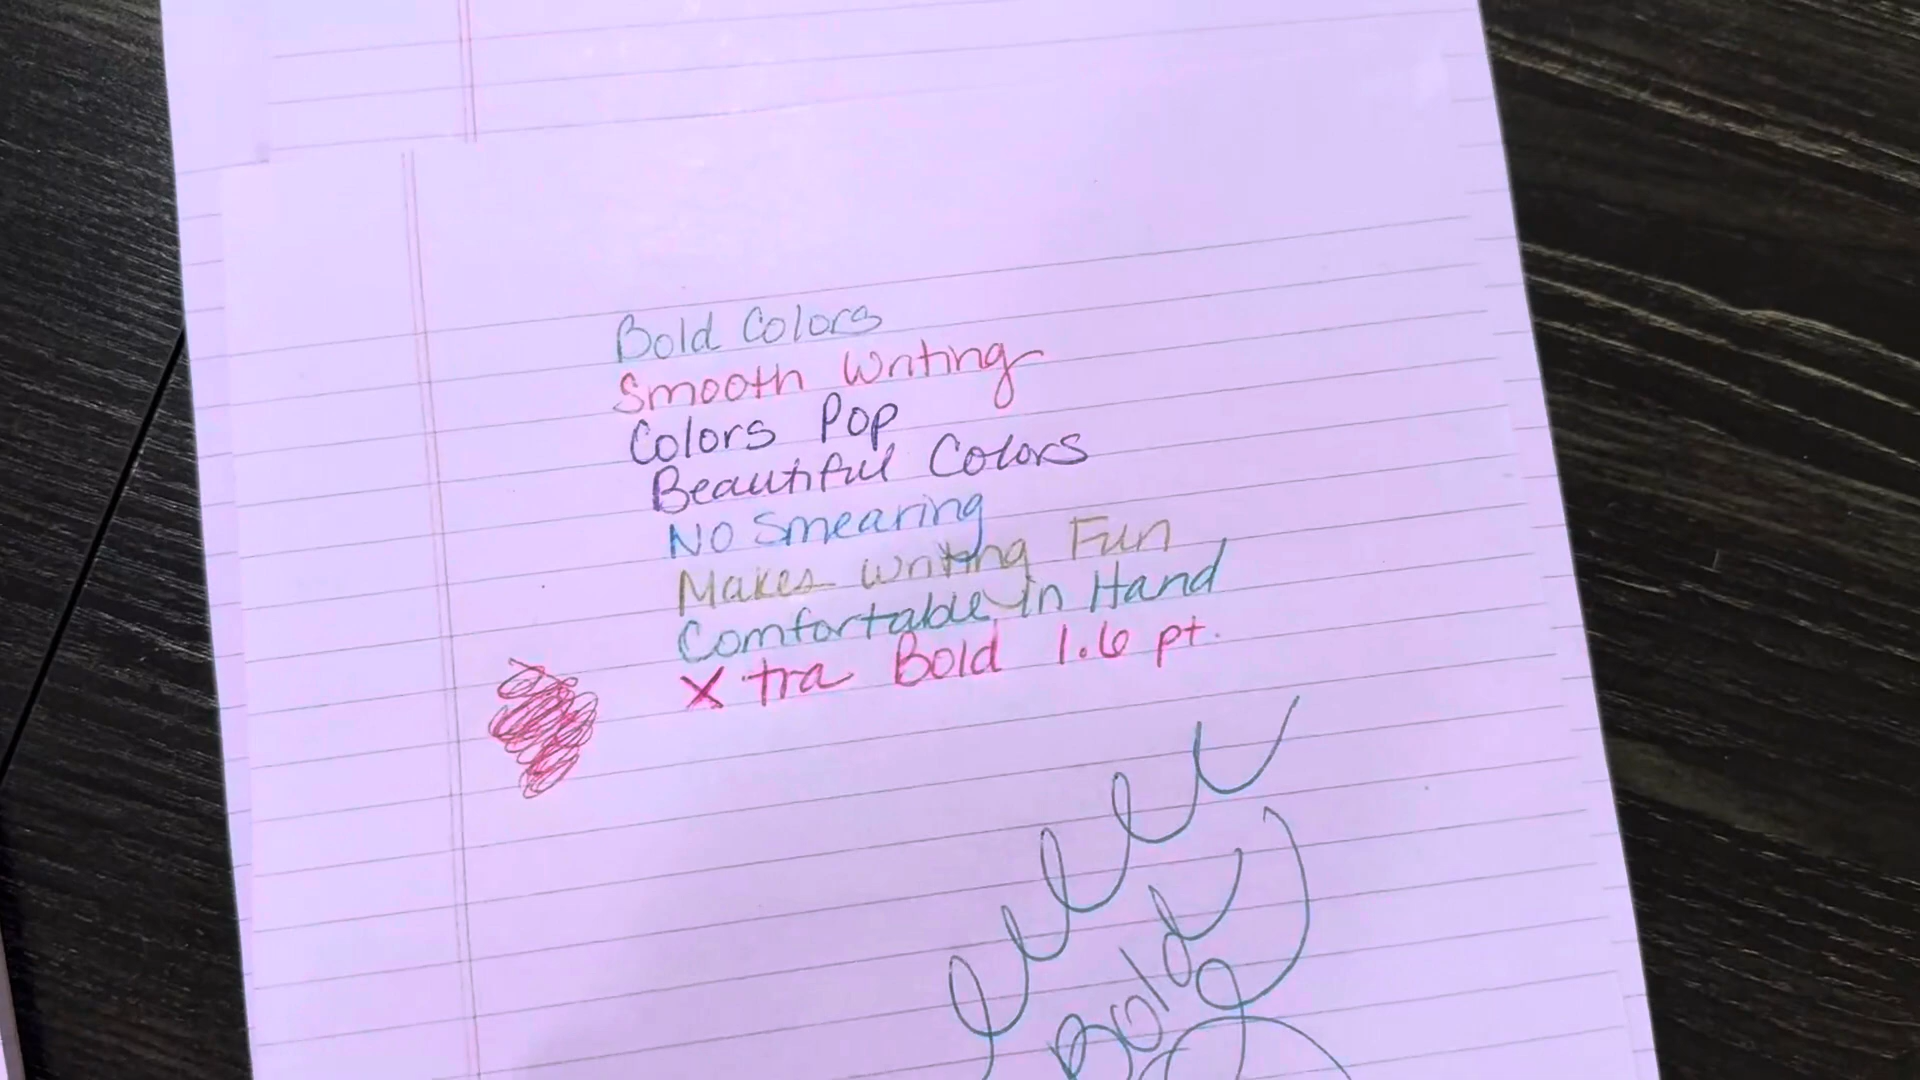 Bold Colors
Smooth Writing
Colors Pop
Beautiful Colors
No Smearing
Makes Writing Fun
Comfortable in Hand
X-tra Bold 1.6 pt.
Bold